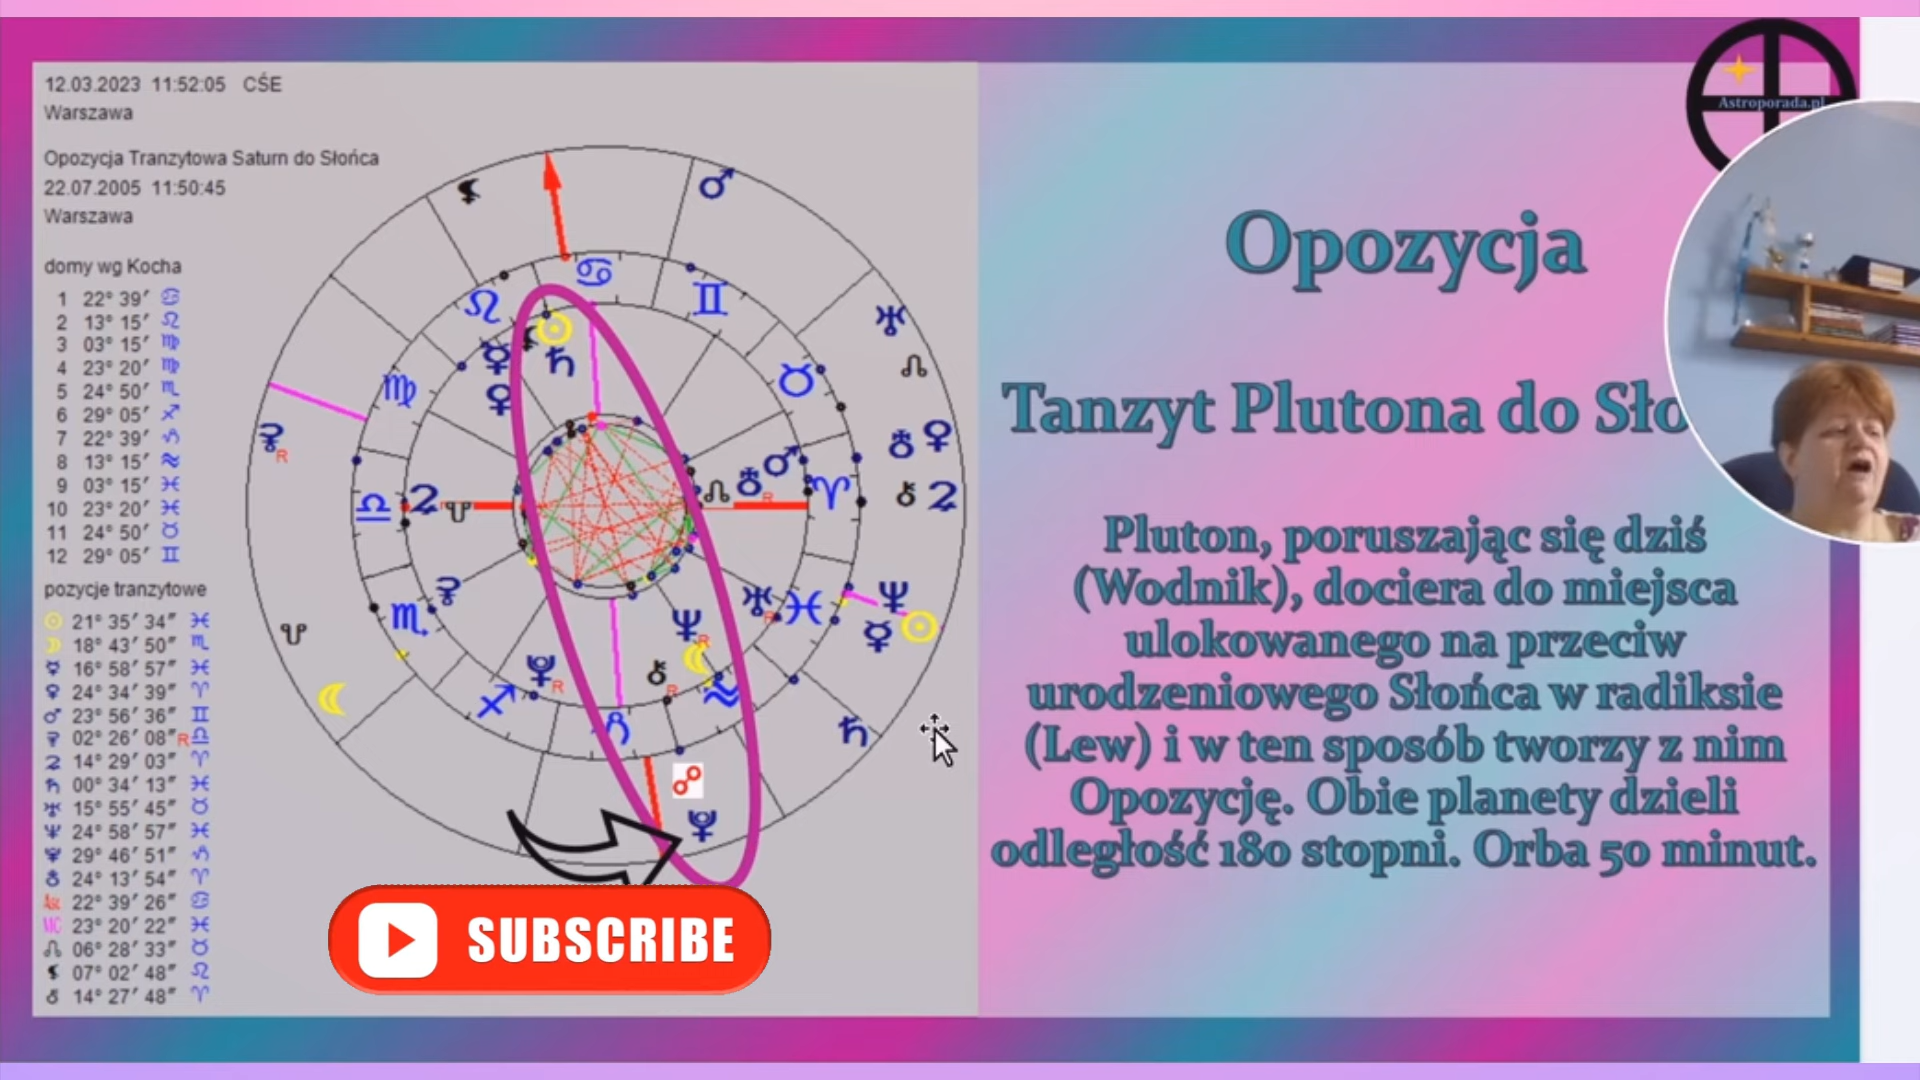 12.03.2023 11:52:05 CŚE
Warszawa
Opozycja Tranzytowa Saturn do Słońca
22.07.2005 11:50:45
Warszawa
domy wg Kocha
1 22° 39′ ♋
2 13° 15′ ♌
3 03° 15′ ♍
4 23° 20′ ♍
5 24° 50′ ♏
6 29° 05′ ♐
7 22° 39′ ♑
8 13° 15′ ♒
9 03° 15′ ♓
10 23° 20′ ♓
11 24° 50′ ♉
12 29° 05′ ♊
pozycje tranzytowe
☉ 21° 35′ 34″ ♓
☽ 18° 43′ 50″ ♏
☿ 16° 58′ 57″ ♓
♀ 24° 34′ 39″ ♈
♂ 23° 56′ 36″ ♊
⚳ 02° 26′ 08″ R ♎
♃ 14° 29′ 03″ ♈
♄ 00° 34′ 13″ ♓
♅ 15° 55′ 45″ ♉
♆ 24° 58′ 57″ ♓
♇ 29° 46′ 51″ ♑
♁ 24° 13′ 54″ ♈
Asc 22° 39′ 26″ ♋
MC 23° 20′ 22″ ♓
☊ 06° 28′ 33″ ♉
⚸ 07° 02′ 48″ ♌
⚷ 14° 27′ 48″ ♈
SUBSCRIBE
Astroporada.pl
Opozycja
Tanzyt Plutona do Sło
Pluton, poruszając się dziś
(Wodnik), dociera do miejsca
ulokowanego na przeciw
urodzeniowego Słońca w radiksie
(Lew) i w ten sposób tworzy z nim
Opozycję. Obie planety dzieli
odległość 180 stopni. Orba 50 minut.